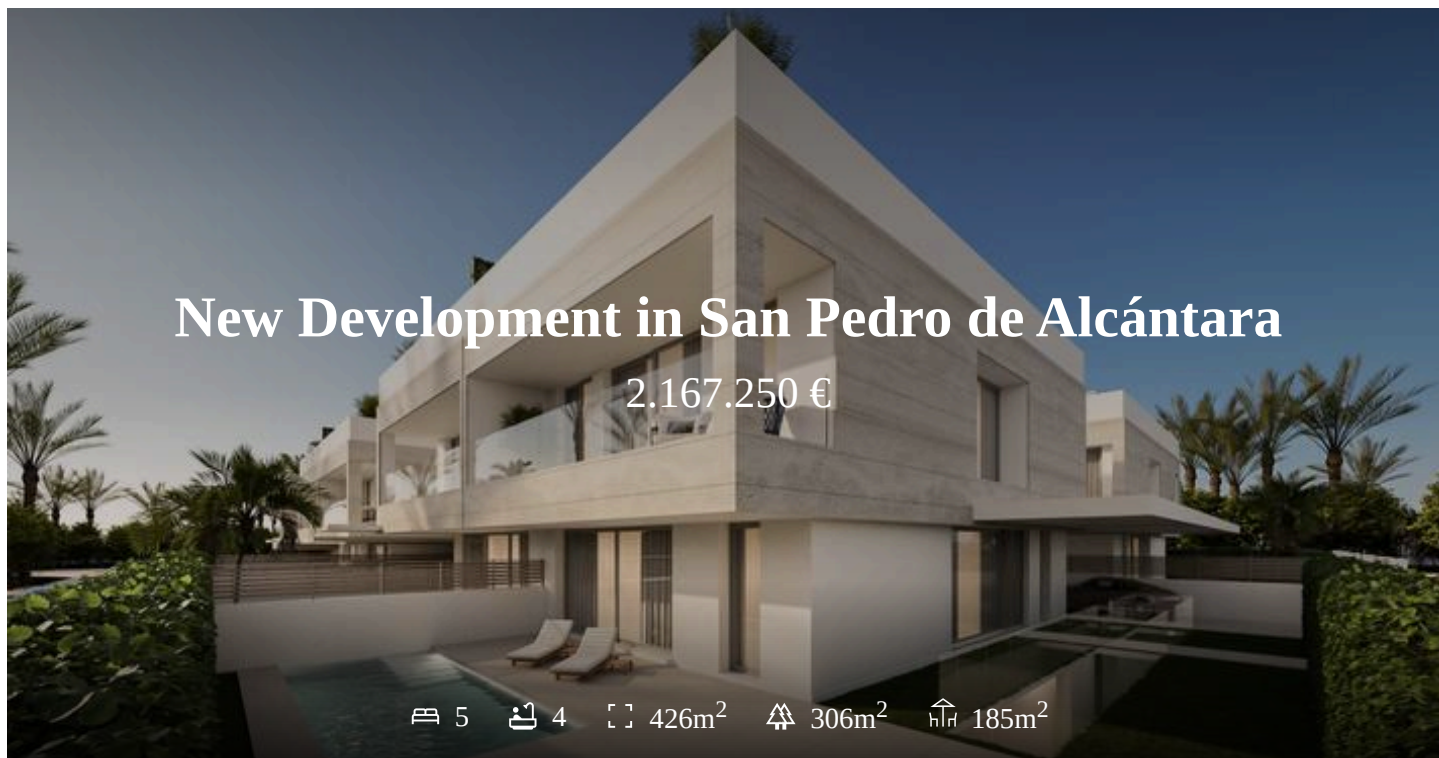 New Development in San Pedro de Alcántara
2.167.250 €
5 4 426m² 306m² 185m²